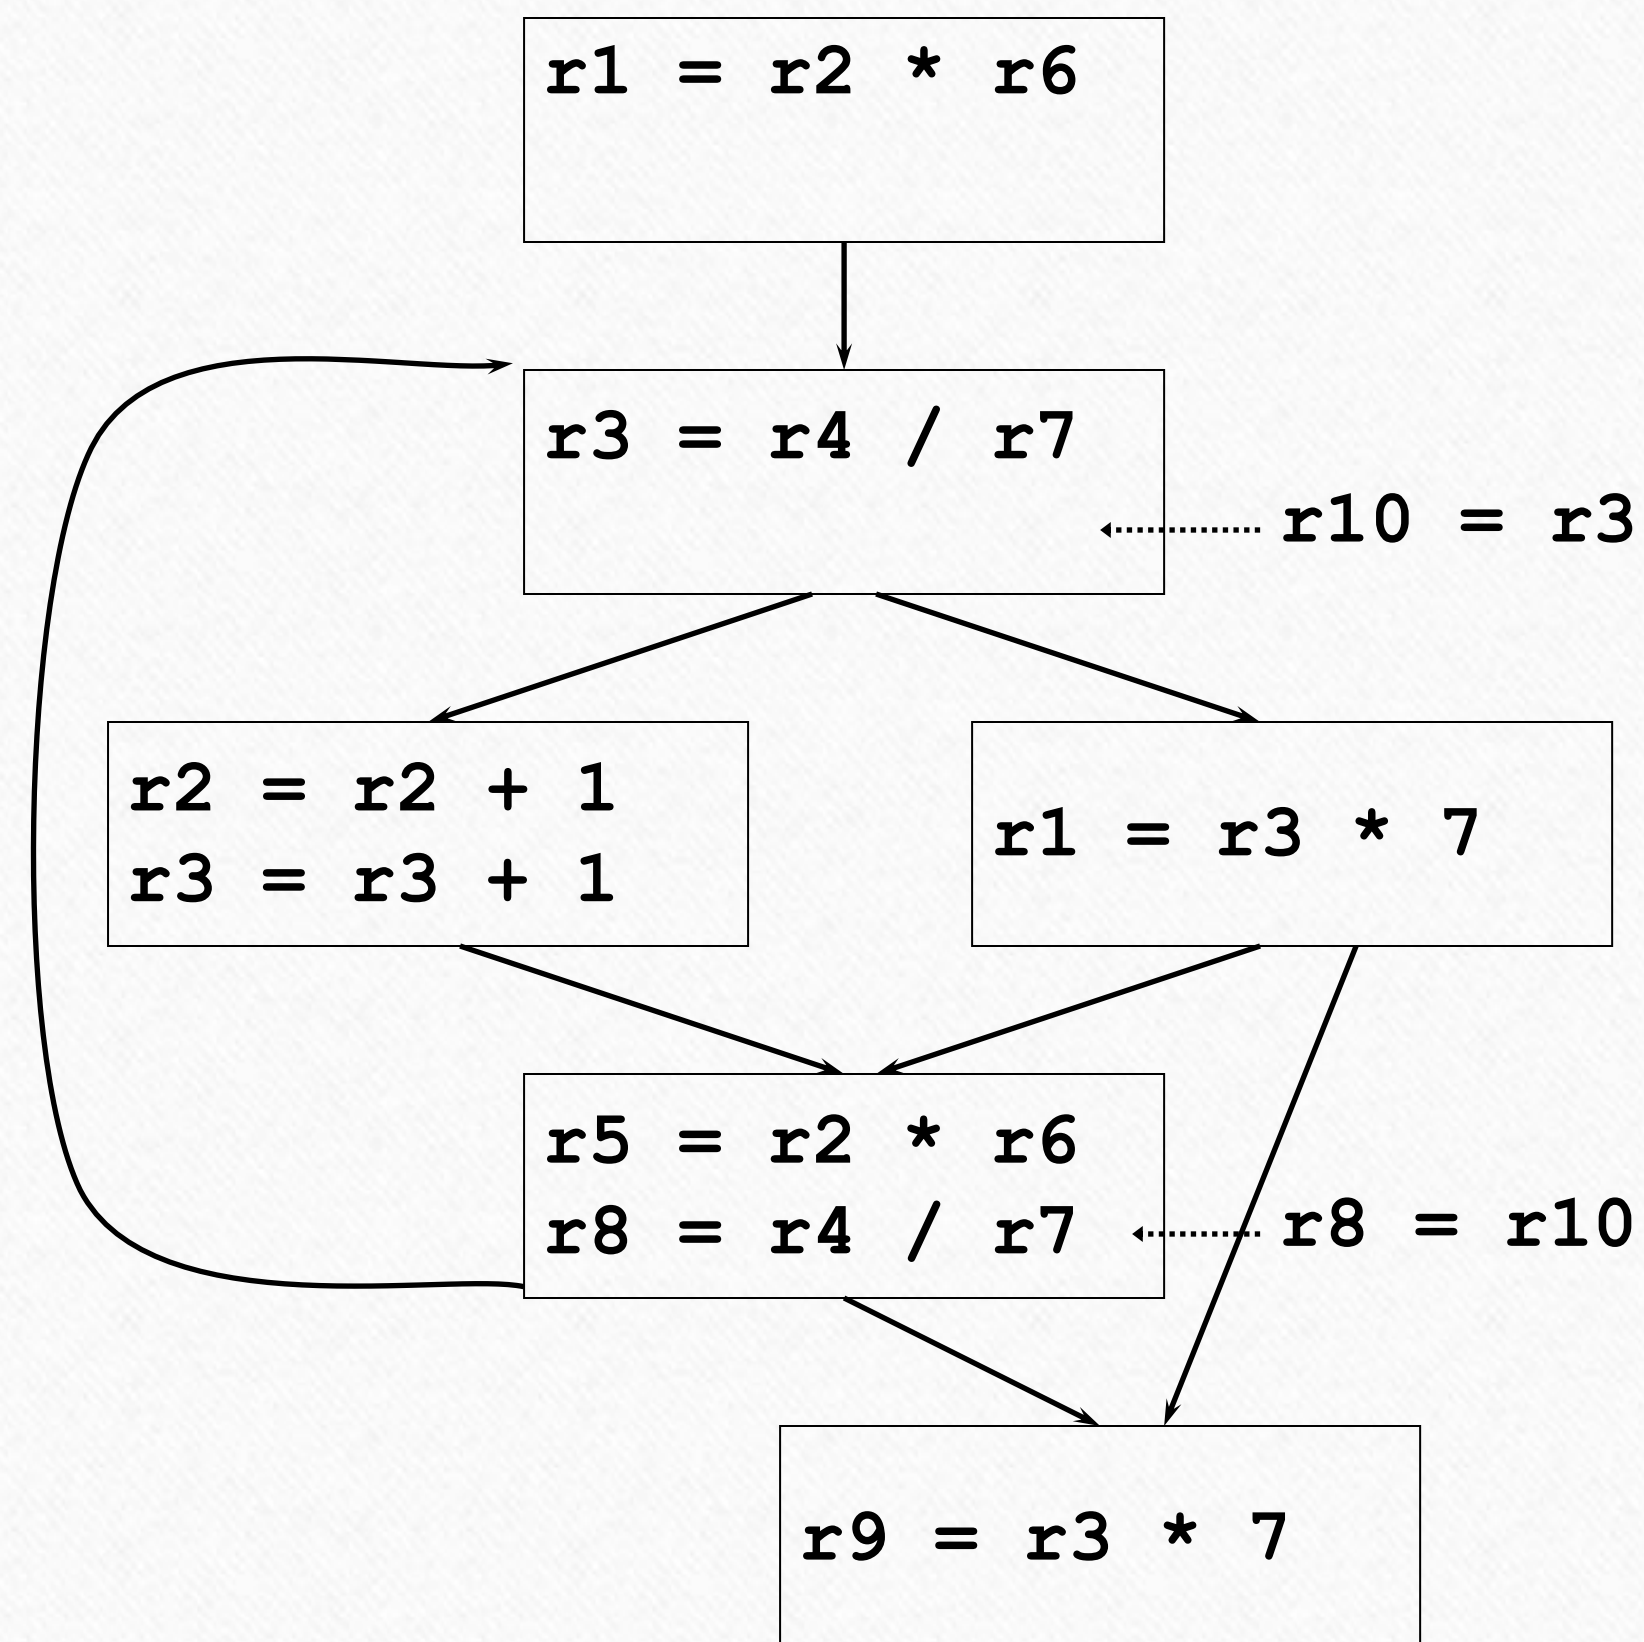 r1 = r2 * r6
r3 = r4 / r7
r10 = r3
r2 = r2 + 1
r3 = r3 + 1
r1 = r3 * 7
r5 = r2 * r6
r8 = r4 / r7
r8 = r10
r9 = r3 * 7